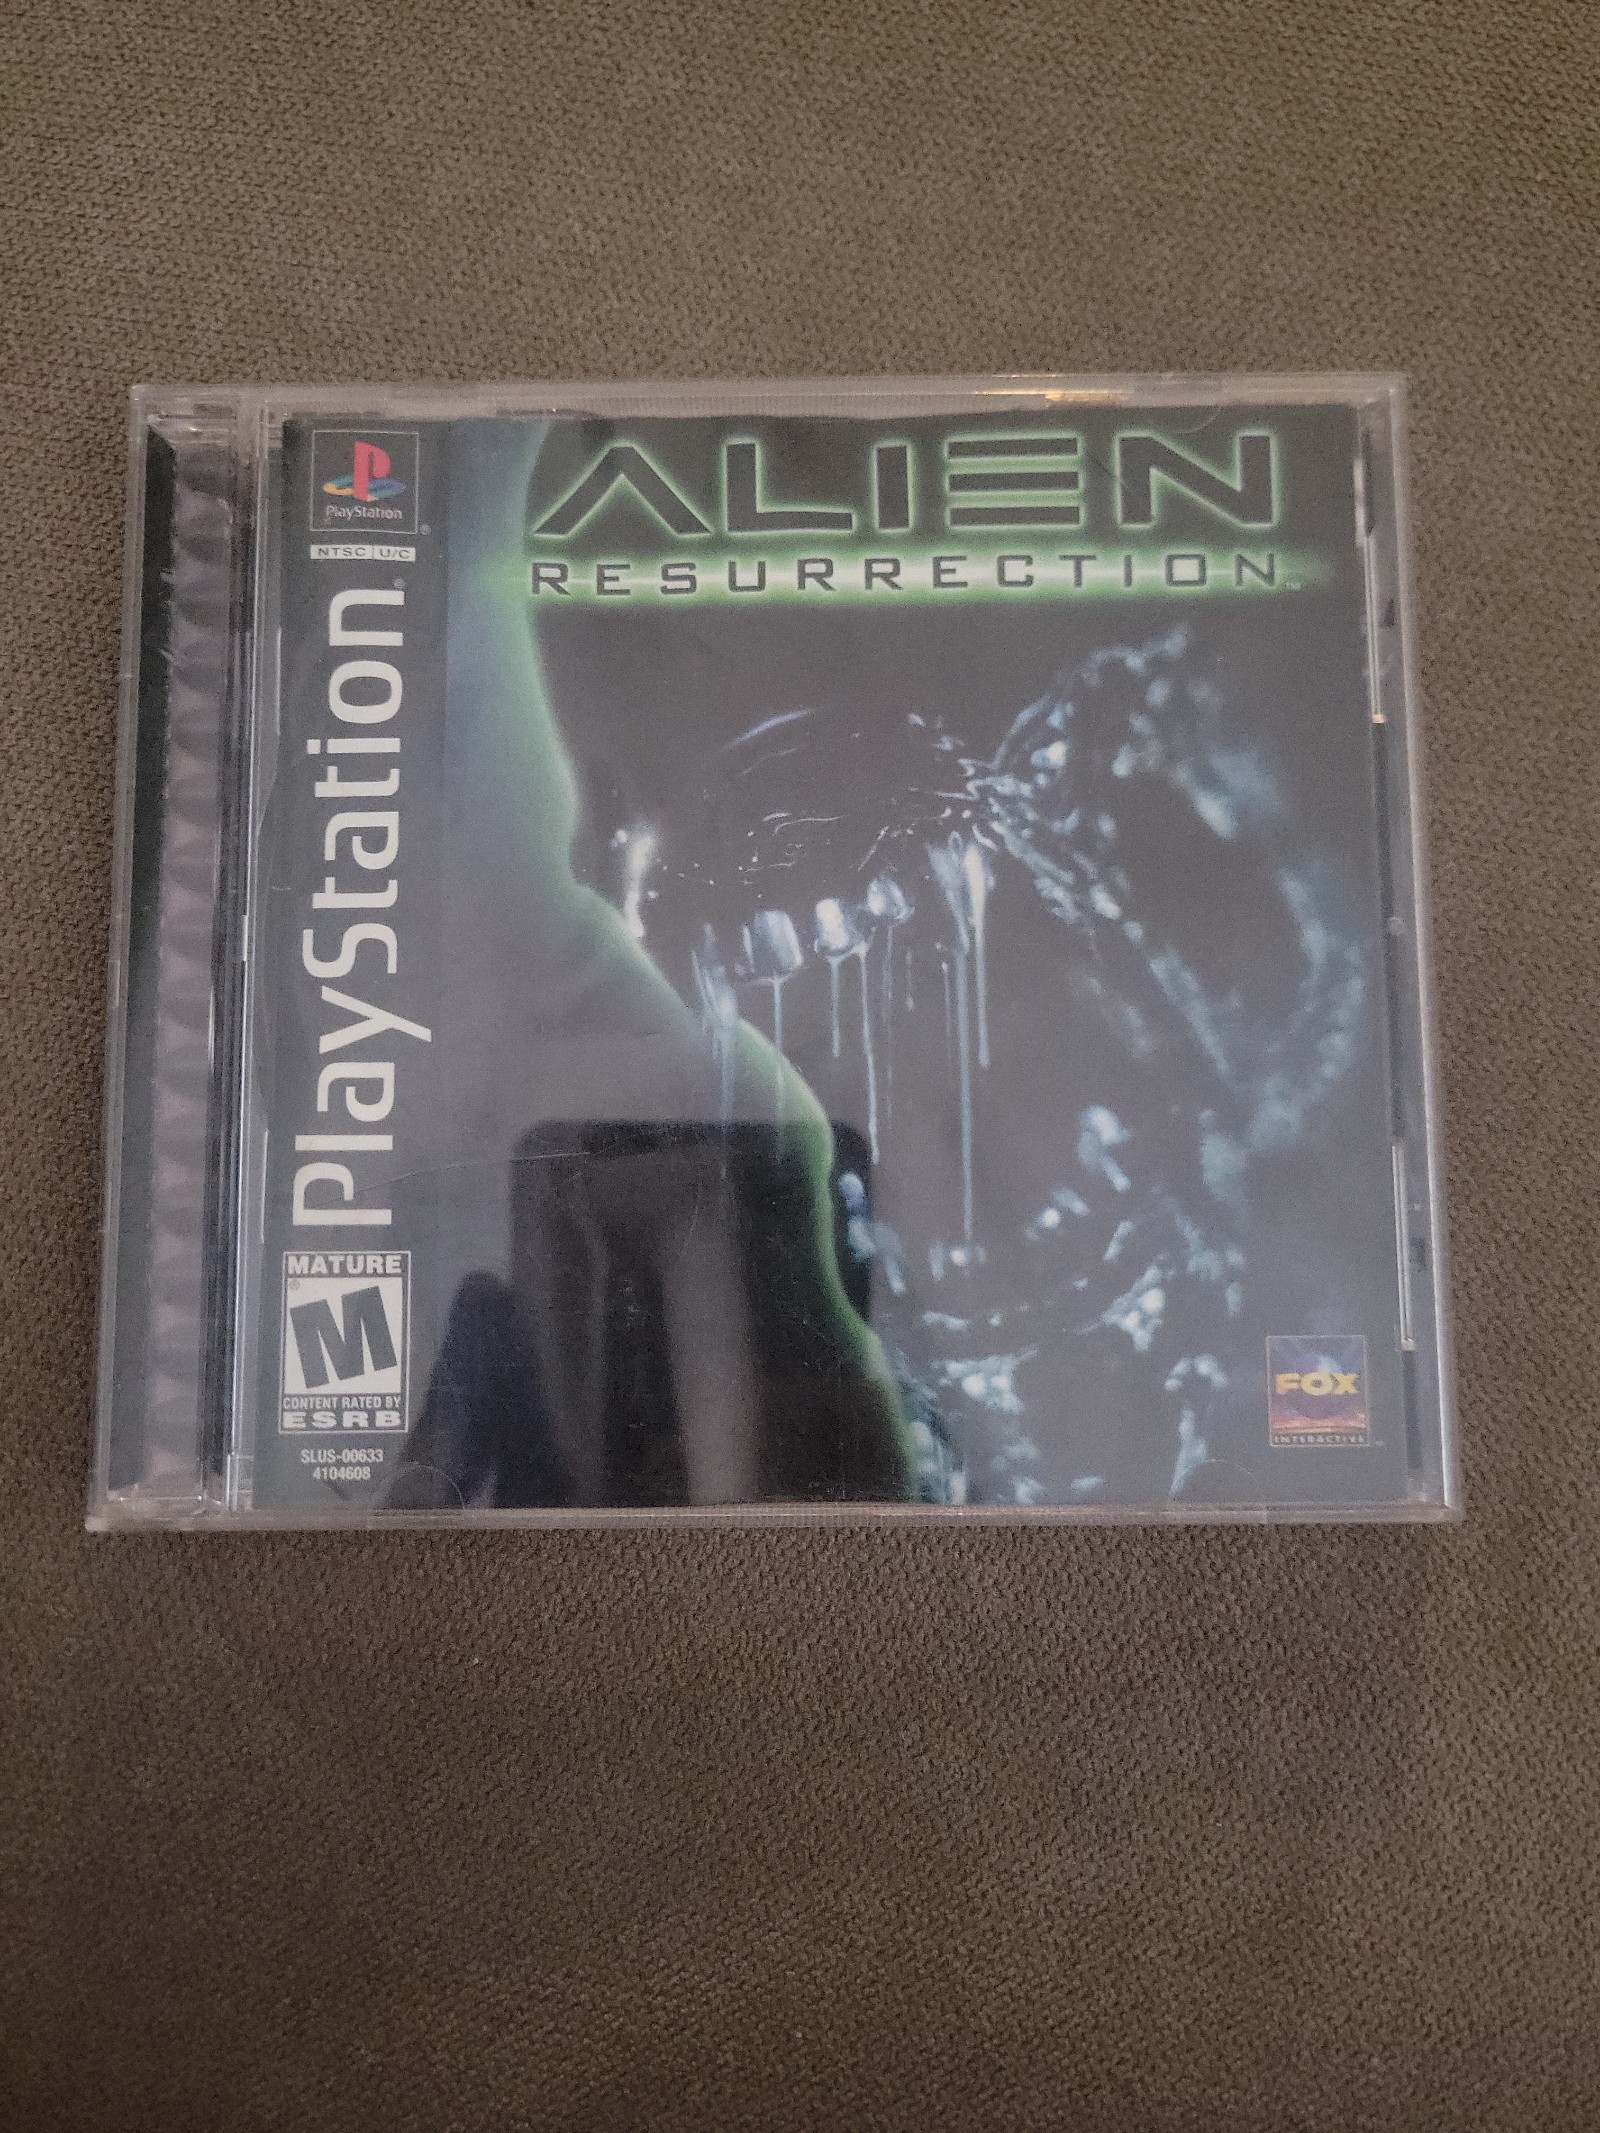 PlayStation
NTSC U/C
PlayStation
MATURE
M
CONTENT RATED BY
ESRB
SLUS-00633
4104608
ALIEN
RESURRECTION
FOX
INTERACTIVE